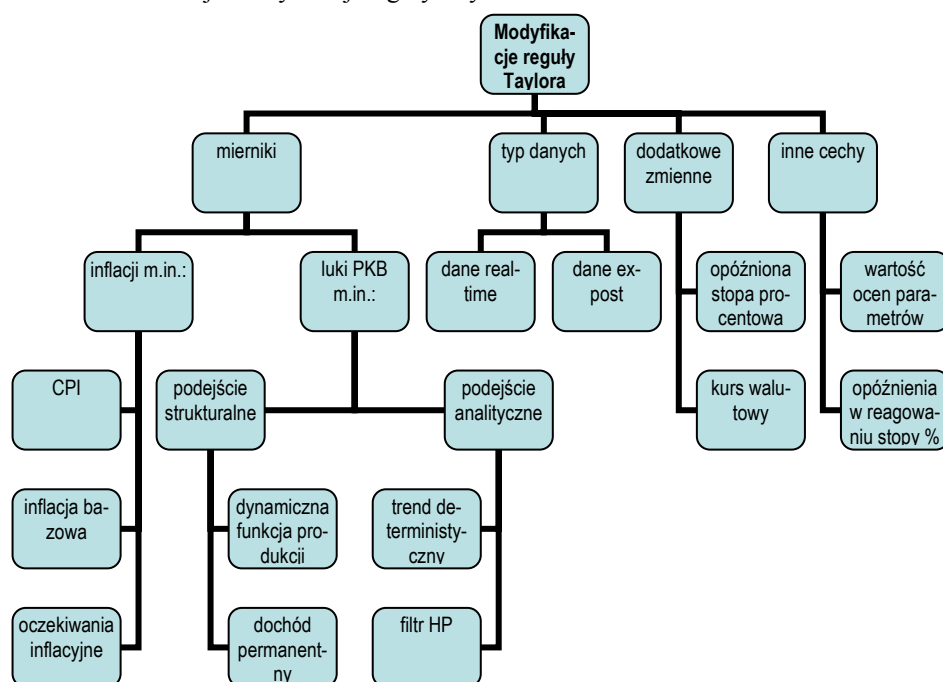 Modyfika-
cje reguły
Taylora
mierniki
typ danych
dodatkowe
zmienne
inne cechy
inflacji m.in.:
luki PKB
m.in.:
dane real-
time
dane ex-
post
opóźniona
stopa pro-
centowa
wartość
ocen para-
metrów
CPI
podejście
strukturalne
podejście
analityczne
kurs walu-
towy
opóźnienia
w reagowa-
niu stopy %
inflacja ba-
zowa
dynamiczna
funkcja pro-
dukcji
trend de-
terministy-
czny
oczekiwania
inflacyjne
dochód
permanent-
ny
filtr HP